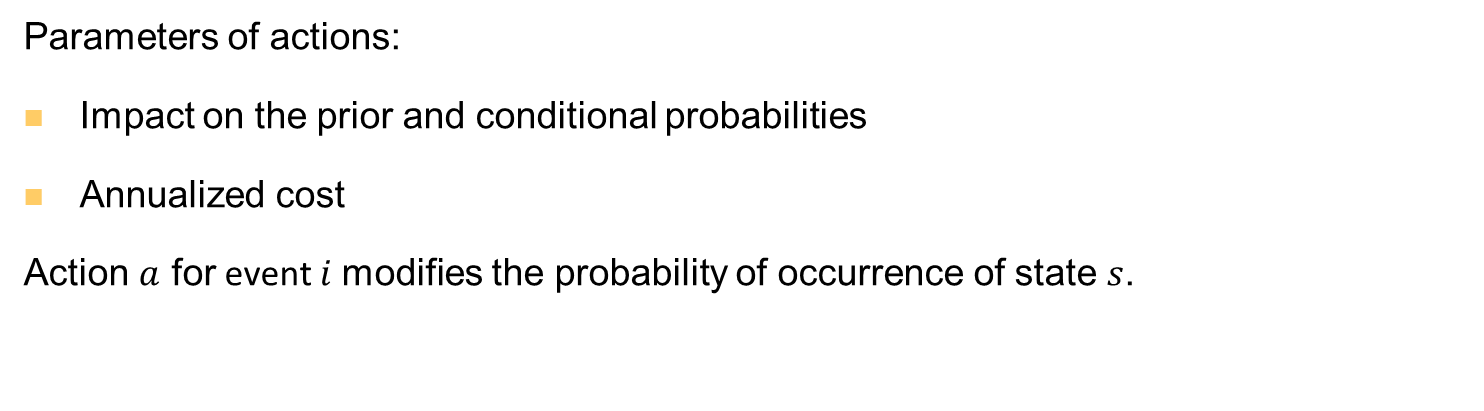 Parameters of actions:
Impact on the prior and conditional probabilities
Annualized cost
Action 𝑎 for event 𝑖 modifies the probability of occurrence of state 𝑠.